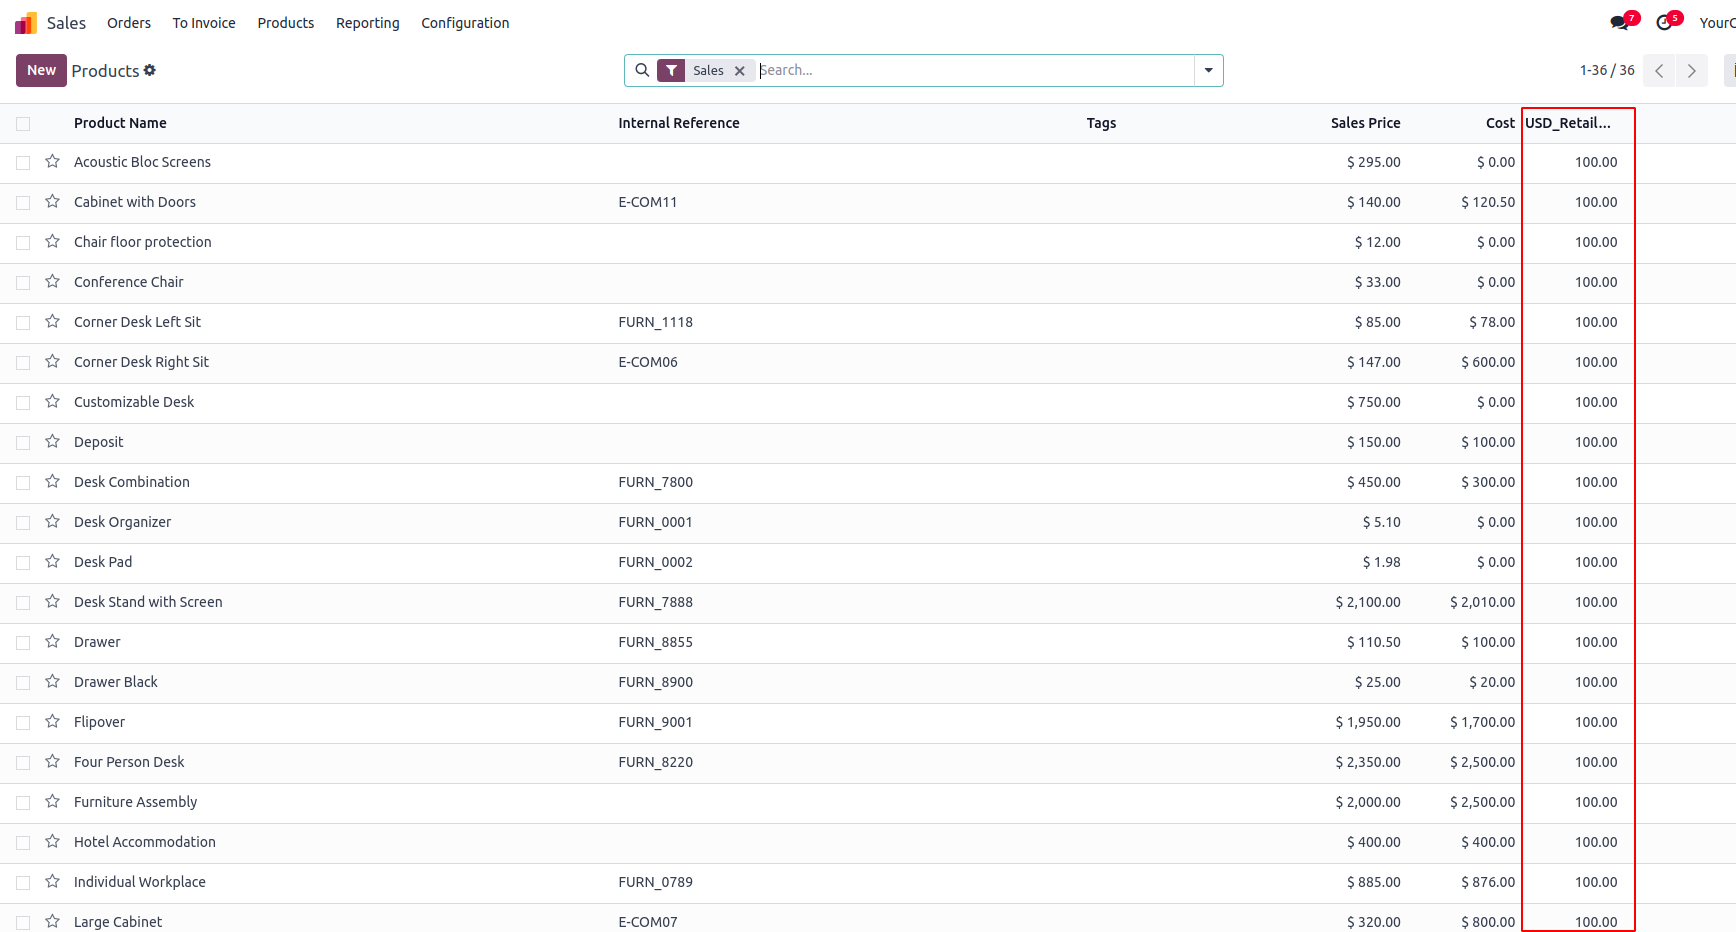 Sales Orders To Invoice Products Reporting Configuration 7 5 YourC
New Products Sales Search... 1-36 / 36
Product Name Internal Reference Tags Sales Price Cost USD_Retail...
Acoustic Bloc Screens $ 295.00 $ 0.00 100.00
Cabinet with Doors E-COM11 $ 140.00 $ 120.50 100.00
Chair floor protection $ 12.00 $ 0.00 100.00
Conference Chair $ 33.00 $ 0.00 100.00
Corner Desk Left Sit FURN_1118 $ 85.00 $ 78.00 100.00
Corner Desk Right Sit E-COM06 $ 147.00 $ 600.00 100.00
Customizable Desk $ 750.00 $ 0.00 100.00
Deposit $ 150.00 $ 100.00 100.00
Desk Combination FURN_7800 $ 450.00 $ 300.00 100.00
Desk Organizer FURN_0001 $ 5.10 $ 0.00 100.00
Desk Pad FURN_0002 $ 1.98 $ 0.00 100.00
Desk Stand with Screen FURN_7888 $ 2,100.00 $ 2,010.00 100.00
Drawer FURN_8855 $ 110.50 $ 100.00 100.00
Drawer Black FURN_8900 $ 25.00 $ 20.00 100.00
Flipover FURN_9001 $ 1,950.00 $ 1,700.00 100.00
Four Person Desk FURN_8220 $ 2,350.00 $ 2,500.00 100.00
Furniture Assembly $ 2,000.00 $ 2,500.00 100.00
Hotel Accommodation $ 400.00 $ 400.00 100.00
Individual Workplace FURN_0789 $ 885.00 $ 876.00 100.00
Large Cabinet E-COM07 $ 320.00 $ 800.00 100.00